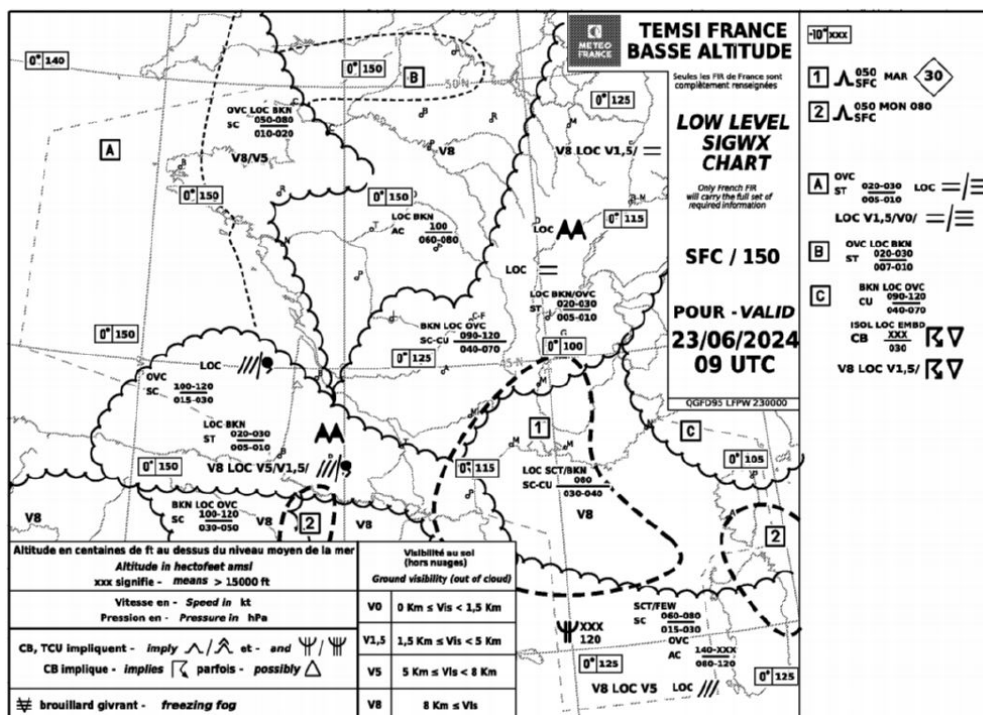 0° 140
0° 150
B
50 N
0° 125
A
OVC LOC BKN
SC 050-080
010-020
V8/V5
V8
V8 LOC V1,5/
0° 150
0° 150
0° 115
LOC BKN
AC 100
060-080
LOC
LOC
LOC BKN/OVC
ST 020-030
005-010
C-F
BKN LOC OVC
SC-CU 090-120
040-070
0° 150
0° 125
0° 100
LOC
OVC
SC 100-120
015-030
LOC BKN
ST 020-030
005-010
1
C
0° 150
V8 LOC V5/V1,5/
0° 115
0° 105
LOC SCT/BKN
SC-CU 080
030-040
V8
BKN LOC OVC
SC 100-120
030-050
V8
2
V8
2
SCT/FEW
SC 060-080
015-030
OVC
AC 140-XXX
080-120
XXX
120
0° 125
V8 LOC V5
LOC
0° 125
METEO
FRANCE
TEMSI FRANCE
BASSE ALTITUDE
Seules les FIR de France sont
complètement renseignées
LOW LEVEL
SIGWX
CHART
Only French FIR
will carry the full set of
required information
SFC / 150
POUR - VALID
23/06/2024
09 UTC
QGFD95 LFPW 230000
-10° xxx
1 050 MAR 30
SFC
2 050 MON 080
SFC
A OVC
ST 020-030 LOC
005-010
LOC V1,5/V0/
B OVC LOC BKN
ST 020-030
007-010
C BKN LOC OVC
CU 090-120
040-070
ISOL LOC EMBD
CB XXX
030
V8 LOC V1,5/
Altitude en centaines de ft au dessus du niveau moyen de la mer
Altitude in hectofeet amsl
xxx signifie - means > 15000 ft
Vitesse en - Speed in kt
Pression en - Pressure in hPa
CB, TCU impliquent - imply / et - and /
CB implique - implies parfois - possibly
brouillard givrant - freezing fog
Visibilité au sol
(hors nuages)
Ground visibility (out of cloud)
V0 0 Km ≤ Vis < 1,5 Km
V1,5 1,5 Km ≤ Vis < 5 Km
V5 5 Km ≤ Vis < 8 Km
V8 8 Km ≤ Vis